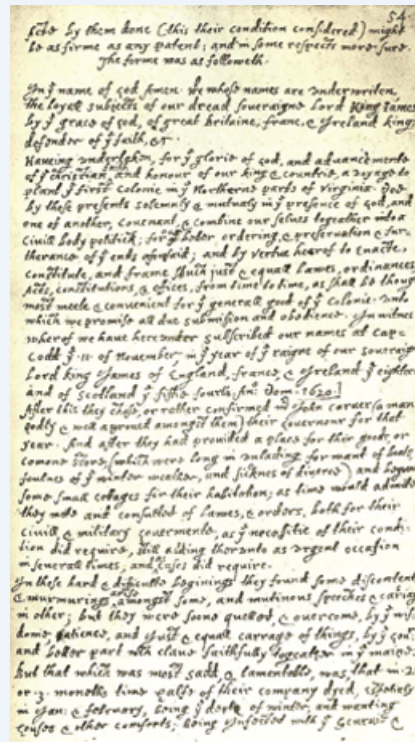 54.
facte by them done (this their condition considered) might
be as firme as any patent; and in some respects more sure.
The forme was as followeth.
In yͤ name of god Amen. We whose names are underwriten,
the loyall subjects of our dread soveraigne Lord King James
by yͤ grace of god, of great Britaine, franc, & Ireland king,
defender of yͤ faith, &c
Haveing undertaken, for yͤ glorie of god, and advancemente
of yͤ christian and honour of our king & countrie, a voyage to
plant yͤ first colonie in yͤ Northerne parts of Virginia. Doe
by these presents solemnly & mutualy in yͤ presence of god, and
one of another, covenant, & combine our selves togeather into a
Civill body politick; for yͤ better ordering, & preservation & fur=
therance of yͤ ends aforesaid; and by vertue hearof to enacte,
constitute, and frame shuch just & equall Lawes, ordinances,
Acts, constitutions, & offices, from time to time, as shall be thought
most meete & convenient for yͤ generall good of yͤ colonie: unto
which we promise all due submission and obedience. In witnes
wherof we have hereunder subscribed our names at Cap=
Codd yͤ .11. of November, in yͤ year of yͤ raigne of our soveraigne
Lord king James of England, france, & Ireland yͤ eighteenth
and of Scotland yͤ fiftie fourth. Ano: Dom. 1620.]
After this they chose, or rather confirmed mr John carver (a man
godly & well approved amongst them) their Governour for that
year. And after they had provided a place for their goods, or
comone store, (which were long in unlading for want of boats,
foulnes of yͤ winter weather, and sicknes of diverce) and begune
some small cottages for their habitation; as time would admitte
they mette and consulted of lawes, & orders, both for their
civill & military Govermente, as yͤ necessitie of their condi=
tion did require, still adding therunto as urgent occasion
in severall times, and cases did require.
In these hard & difficulte beginings they found some discontents
& murmurings arise amongst some, and mutinous speeches & cariags
in other; but they were soone quelled, & overcome, by yͤ wis=
dome, patience, and just & equall carrage of things, by yͤ Gov
and better part wch clave faithfully togeather in yͤ maine.
But that which was most sadd, & lamentable, was, that in .2.
or .3. moneths time halfe of their company dyed, espetialy
in Jan: & february, being yͤ depth of winter, and wanting
houses & other comforts; being infected with yͤ scurvie &